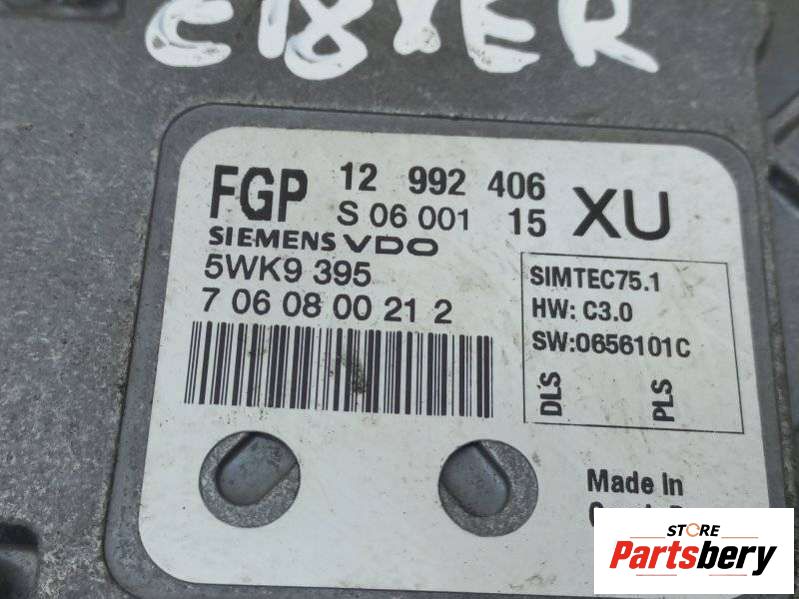 FGP 12 992 406 XU
S 06 001 15
SIEMENS VDO
5WK9 395
7 06 08 00 21 2
SIMTEC75.1
HW: C3.0
SW:0656101C
DLS PLS
Made in
STORE
Partsbery